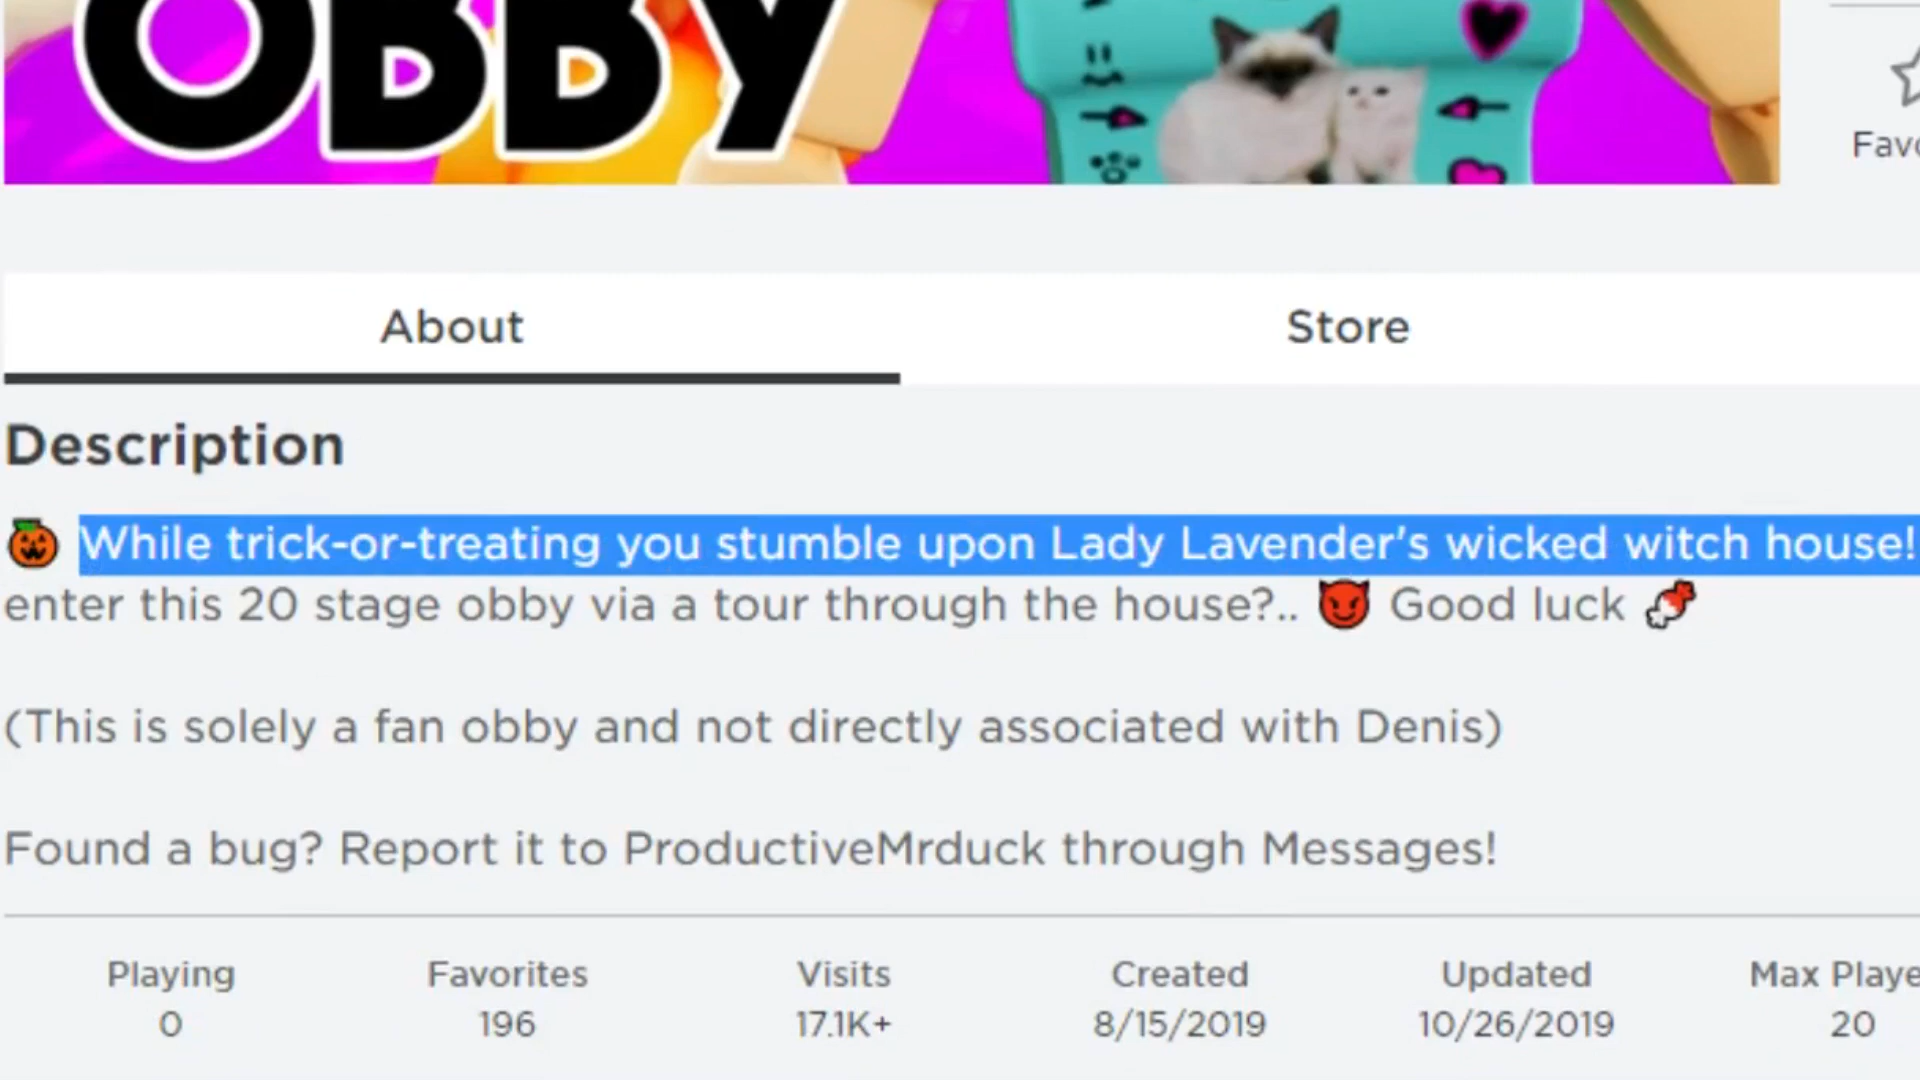 OBBY
Favo
About Store
Description
🎃 While trick-or-treating you stumble upon Lady Lavender's wicked witch house!
enter this 20 stage obby via a tour through the house?.. 😈 Good luck 🍖
(This is solely a fan obby and not directly associated with Denis)
Found a bug? Report it to ProductiveMrduck through Messages!
Playing Favorites Visits Created Updated Max Playe
0 196 17.1K+ 8/15/2019 10/26/2019 20